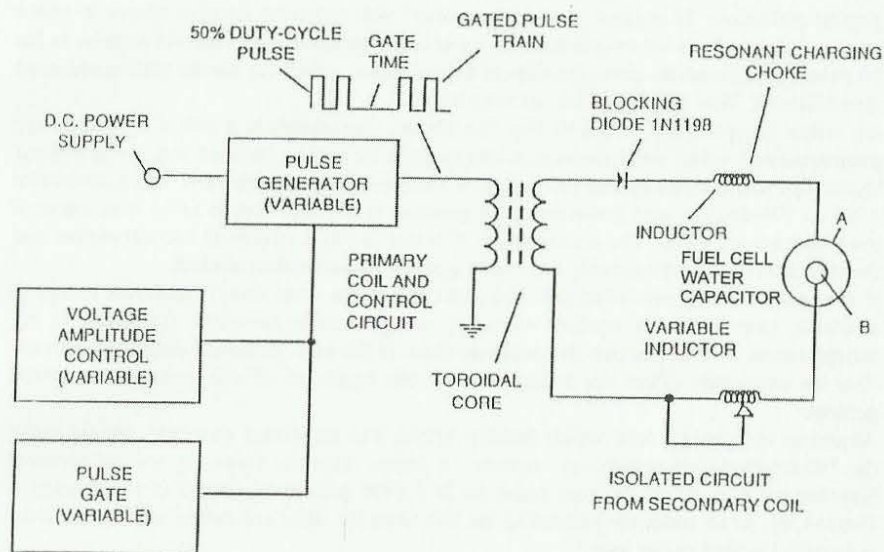 50% DUTY-CYCLE
PULSE
GATE
TIME
GATED PULSE
TRAIN
RESONANT CHARGING
CHOKE
D.C. POWER
SUPPLY
BLOCKING
DIODE 1N1198
PULSE
GENERATOR
(VARIABLE)
INDUCTOR
A
FUEL CELL
WATER
CAPACITOR
B
PRIMARY
COIL AND
CONTROL
CIRCUIT
VOLTAGE
AMPLITUDE
CONTROL
(VARIABLE)
VARIABLE
INDUCTOR
TOROIDAL
CORE
PULSE
GATE
(VARIABLE)
ISOLATED CIRCUIT
FROM SECONDARY COIL